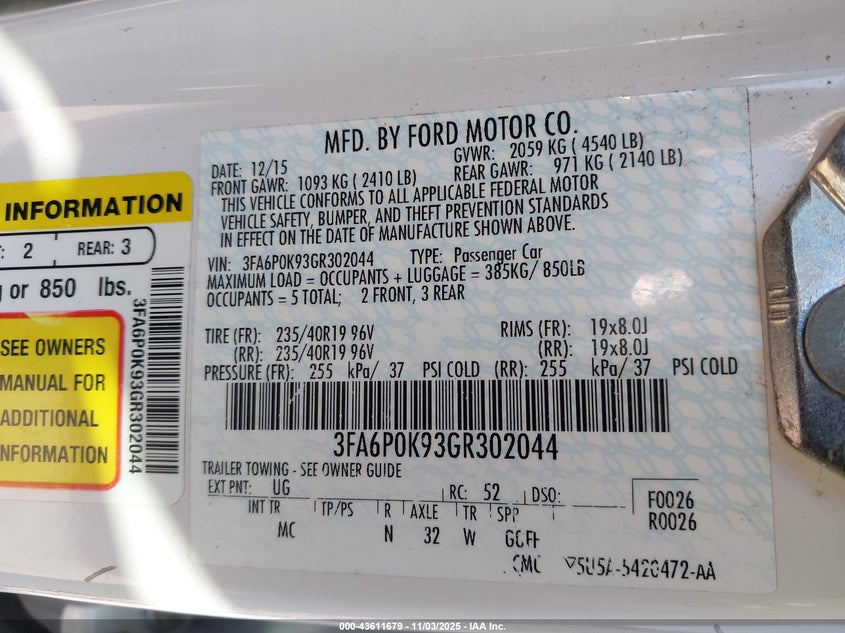 INFORMATION
: 2 REAR: 3
g or 850 lbs.
SEE OWNERS
MANUAL FOR
ADDITIONAL
INFORMATION
3FA6P0K93GR302044
MFD. BY FORD MOTOR CO.
DATE: 12/15 GVWR: 2059 KG ( 4540 LB)
FRONT GAWR: 1093 KG ( 2410 LB) REAR GAWR: 971 KG ( 2140 LB)
THIS VEHICLE CONFORMS TO ALL APPLICABLE FEDERAL MOTOR
VEHICLE SAFETY, BUMPER, AND THEFT PREVENTION STANDARDS
IN EFFECT ON THE DATE OF MANUFACTURE SHOWN ABOVE.
VIN: 3FA6P0K93GR302044 TYPE: Passenger Car
MAXIMUM LOAD = OCCUPANTS + LUGGAGE = 385KG/ 850LB
OCCUPANTS = 5 TOTAL; 2 FRONT, 3 REAR
TIRE (FR): 235/40R19 96V RIMS (FR): 19x8.0J
(RR): 235/40R19 96V (RR): 19x8.0J
PRESSURE (FR): 255 kPa/ 37 PSI COLD (RR): 255 kPa/ 37 PSI COLD
3FA6P0K93GR302044
TRAILER TOWING - SEE OWNER GUIDE
EXT PNT: UG RC: 52 DSO: F0026
INT TR TP/PS R AXLE TR SPR R0026
MC N 32 W
5U5A-5420472-AA
000-43611679 - 11/03/2025 - IAA Inc.